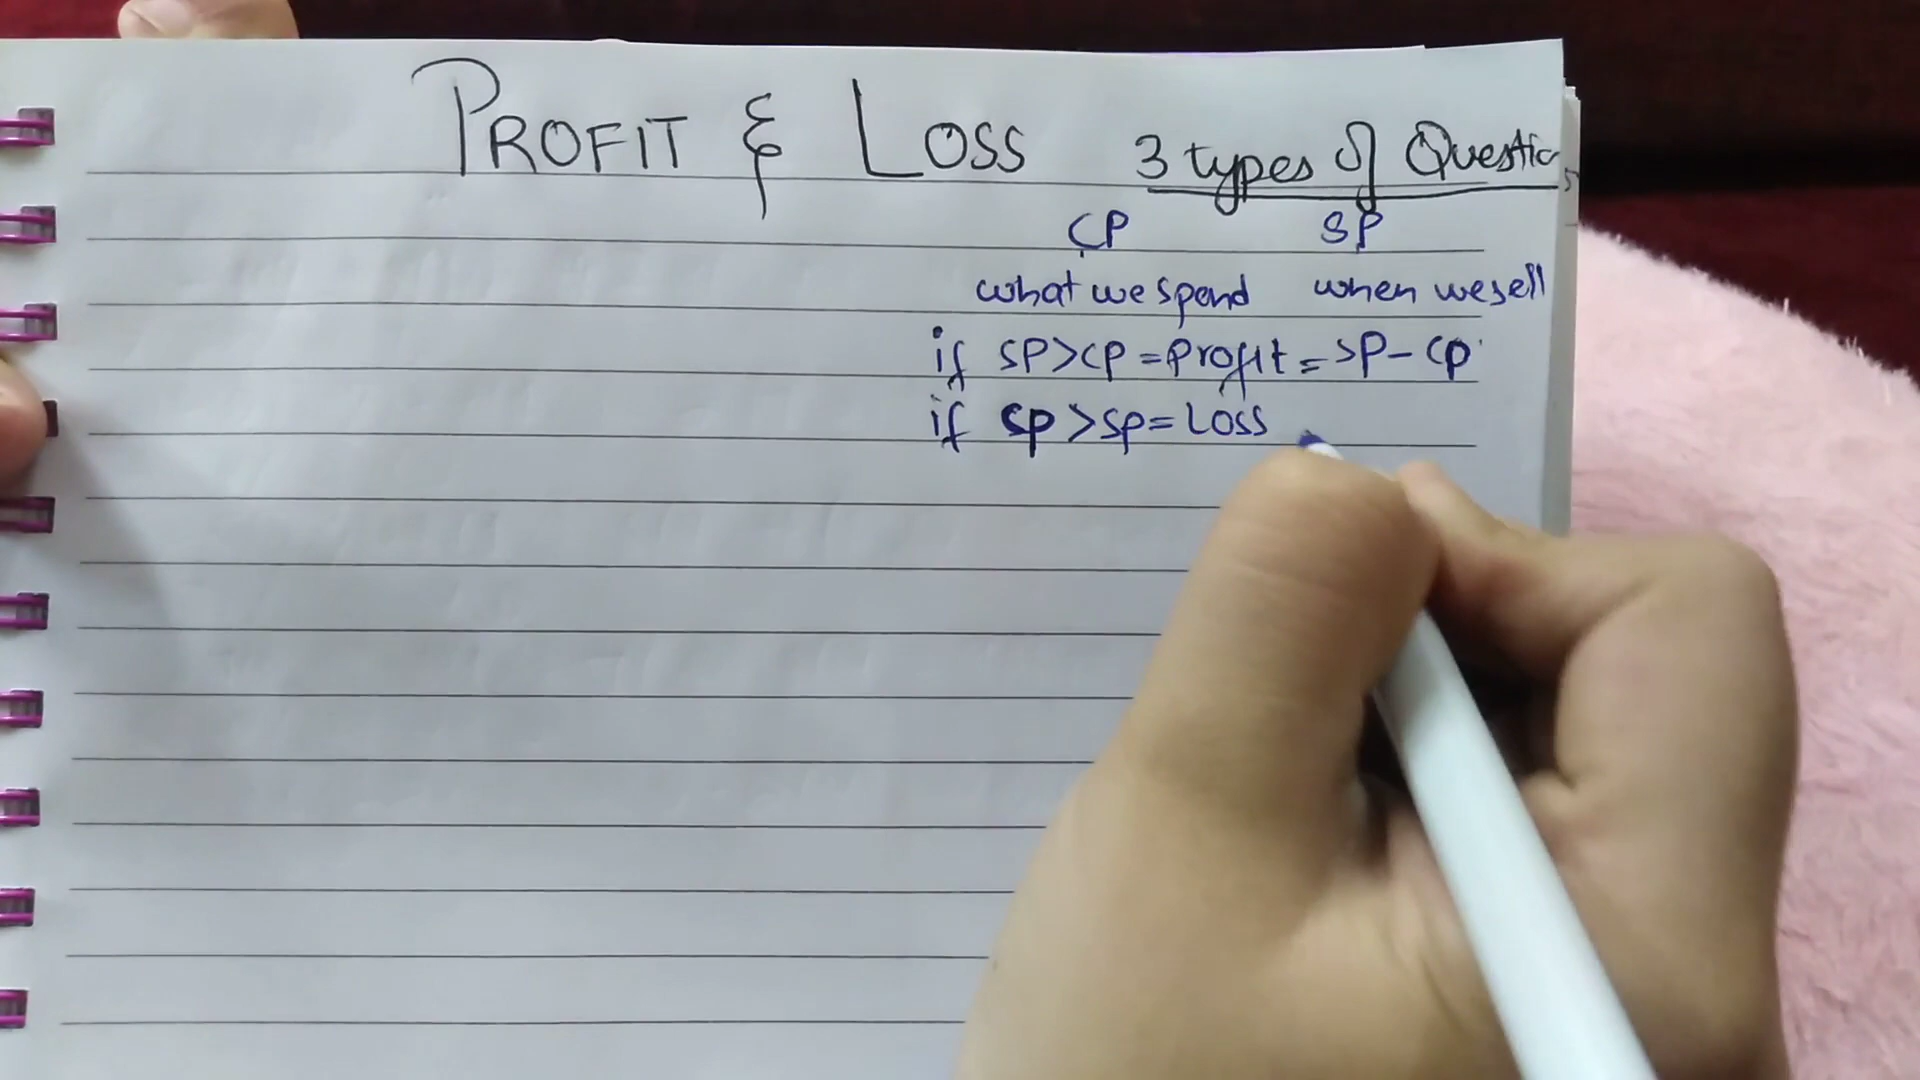 PROFIT & LOSS 3 types of Questions
CP SP
what we spend when we sell
if SP>CP = Profit = SP - CP
if CP > SP = Loss